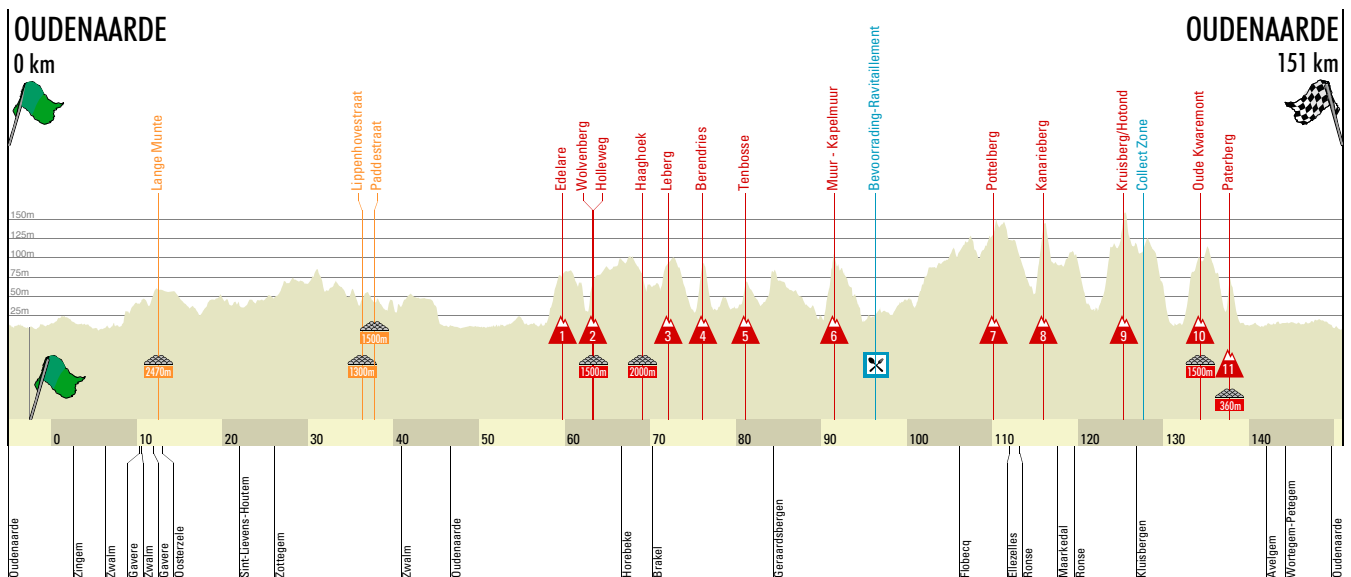 OUDENAARDE
0 km
OUDENAARDE
151 km
Lange Munte
Lippenhovestraat
Paddestraat
Edelare
Wolvenberg
Holleweg
Haaghoek
Leberg
Berendries
Tenbosse
Muur - Kapelmuur
Bevoorrading-Ravitaillement
Pottelberg
Kanarieberg
Kruisberg/Hotond
Collect Zone
Oude Kwaremont
Paterberg
150m
125m
100m
75m
50m
25m
1
2
3
4
5
6
7
8
9
10
11
1500m
2470m
1300m
1500m
2000m
1500m
360m
0
10
20
30
40
50
60
70
80
90
100
110
120
130
140
Oudenaarde
Zingem
Zwalm
Gavere
Zwalm
Gavere
Oosterzele
Sint-Lievens-Houtem
Zottegem
Zwalm
Oudenaarde
Horebeke
Brakel
Geraardsbergen
Flobecq
Ellezelles
Ronse
Maarkedal
Ronse
Kluisbergen
Avelgem
Wortegem-Petegem
Oudenaarde